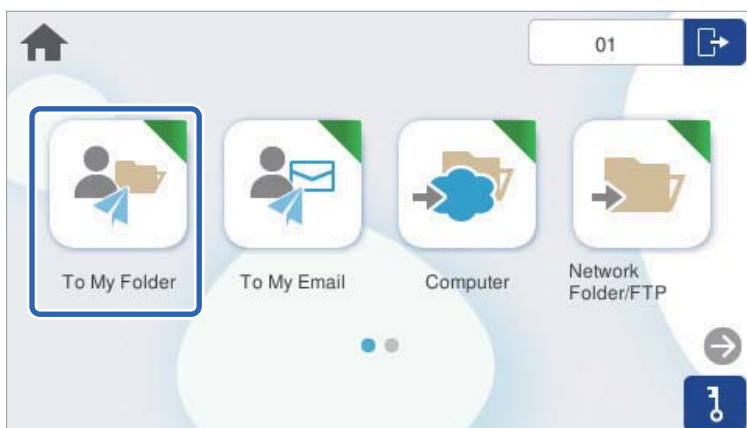 01
To My Folder
To My Email
Computer
Network
Folder/FTP